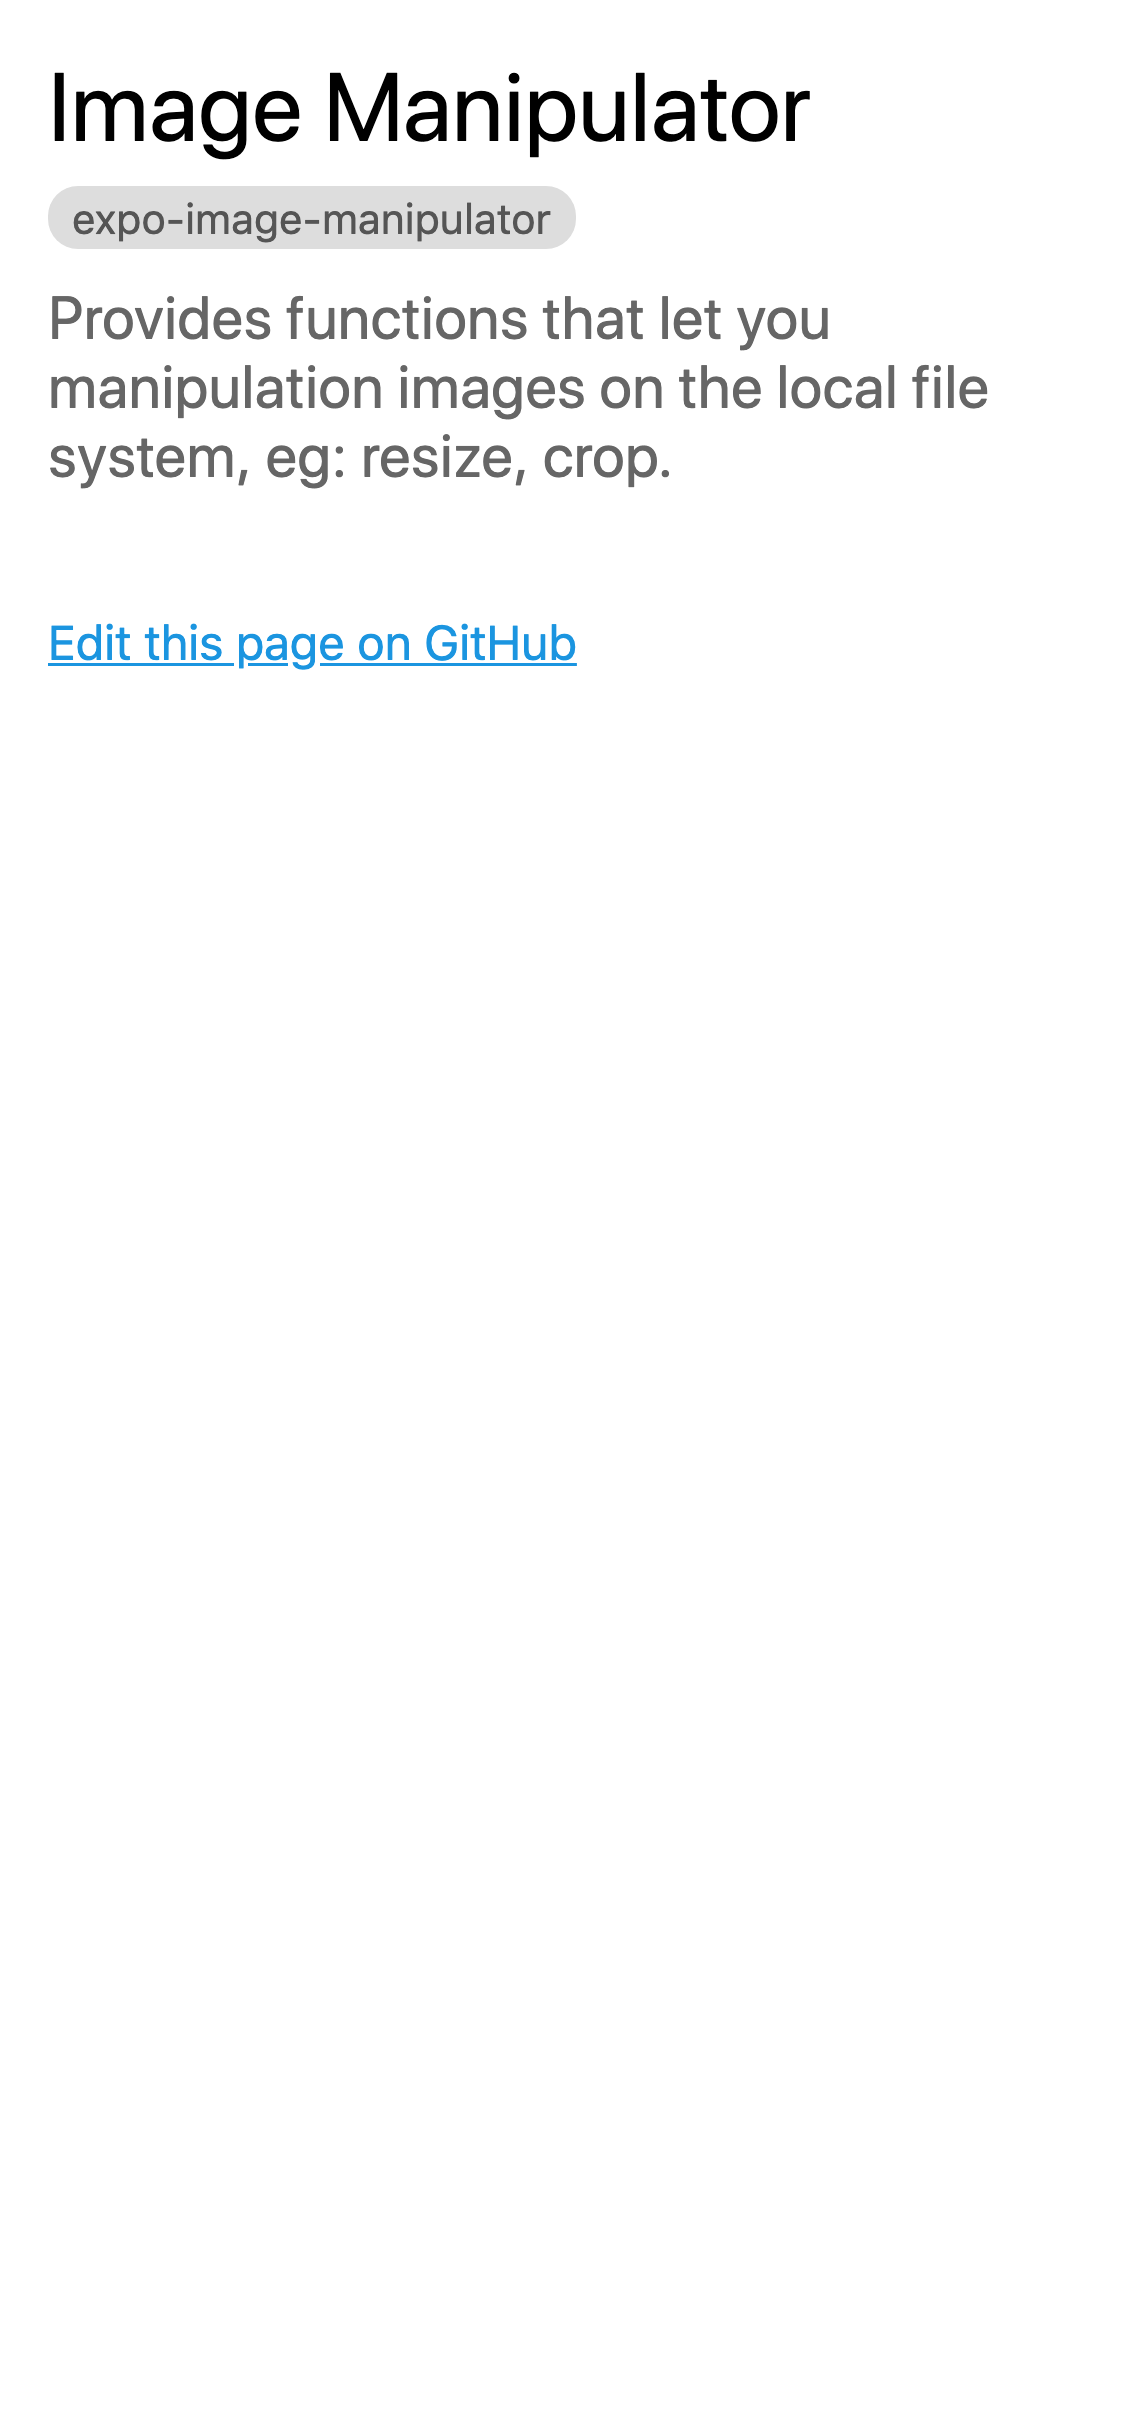 Image Manipulator
expo-image-manipulator
Provides functions that let you
manipulation images on the local file
system, eg: resize, crop.
Edit this page on GitHub